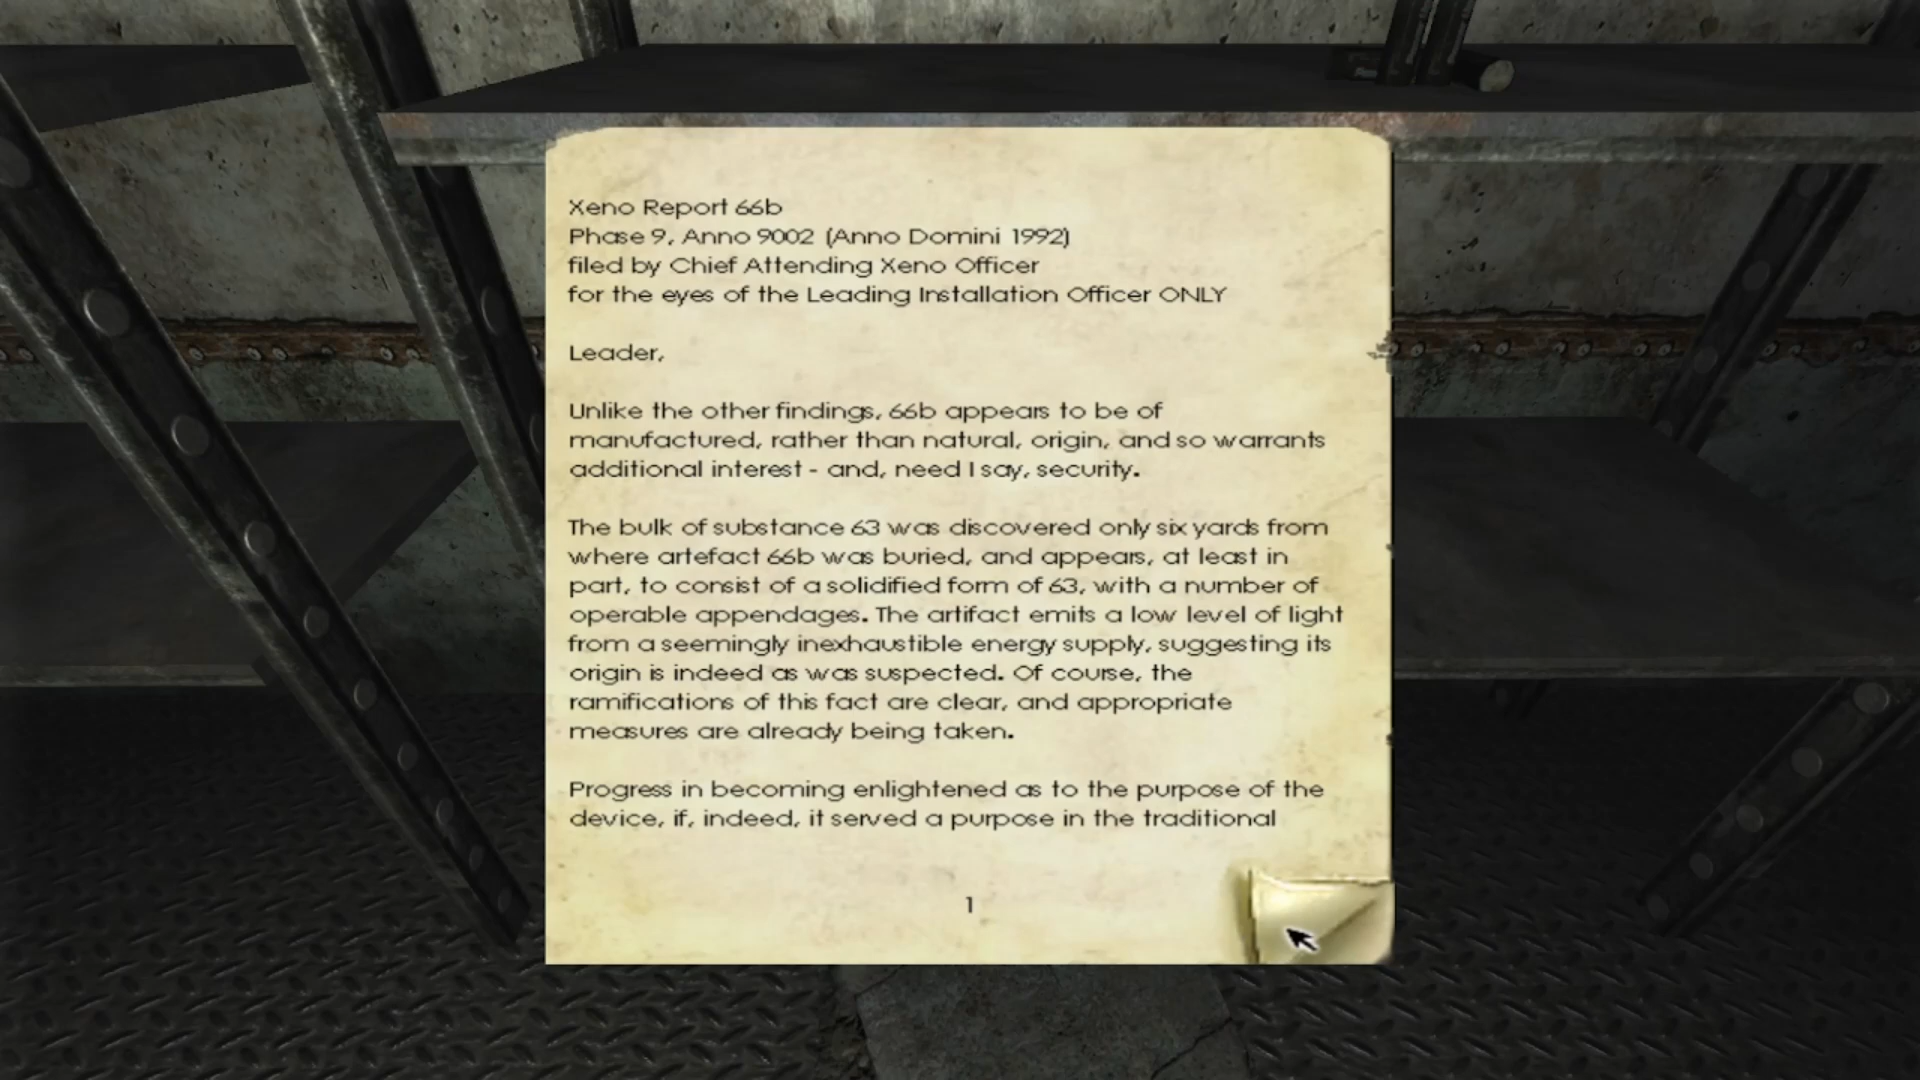 Xeno Report 66b
Phase 9, Anno 9002 (Anno Domini 1992)
filed by Chief Attending Xeno Officer
for the eyes of the Leading Installation Officer ONLY
Leader,
Unlike the other findings, 66b appears to be of
manufactured, rather than natural, origin, and so warrants
additional interest - and, need I say, security.
The bulk of substance 63 was discovered only six yards from
where artefact 66b was buried, and appears, at least in
part, to consist of a solidified form of 63, with a number of
operable appendages. The artifact emits a low level of light
from a seemingly inexhaustible energy supply, suggesting its
origin is indeed as was suspected. Of course, the
ramifications of this fact are clear, and appropriate
measures are already being taken.
Progress in becoming enlightened as to the purpose of the
device, if, indeed, it served a purpose in the traditional
1